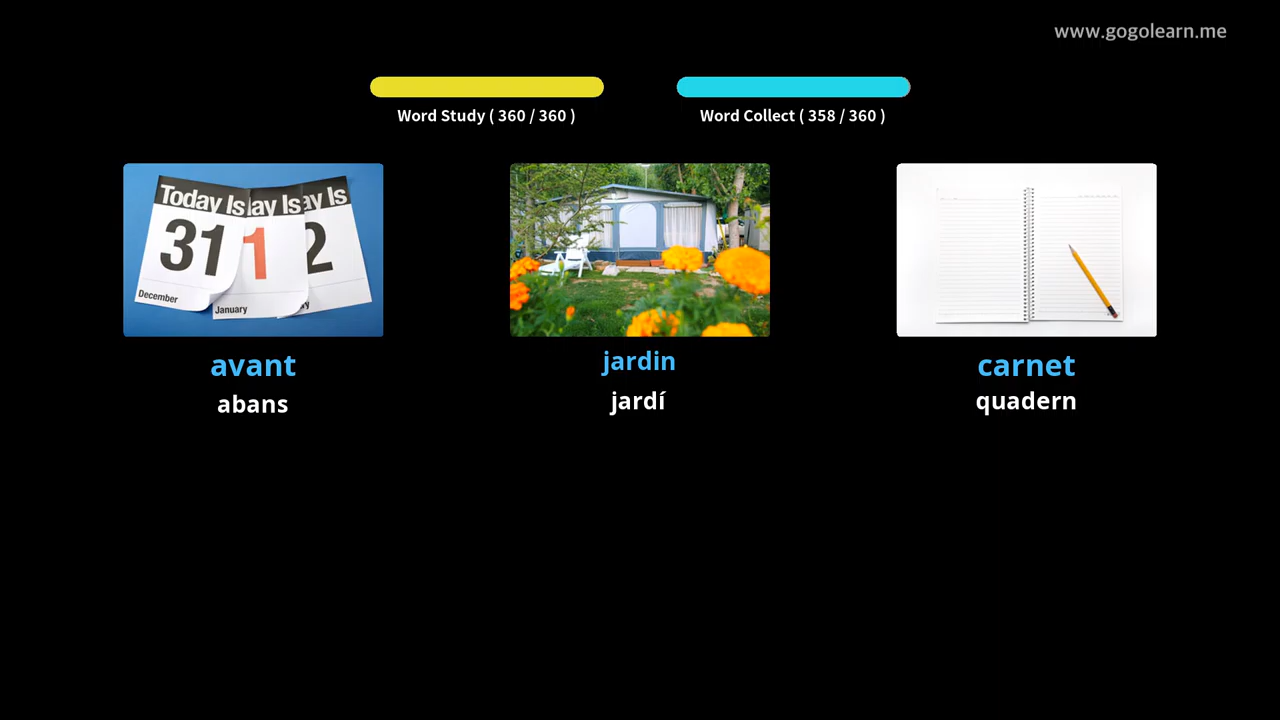 www.gogolearn.me
Word Study ( 360 / 360 )
Word Collect ( 358 / 360 )
Today Is
ay Is
ay Is
31
1
2
December
January
ry
avant
jardin
carnet
abans
jardí
quadern